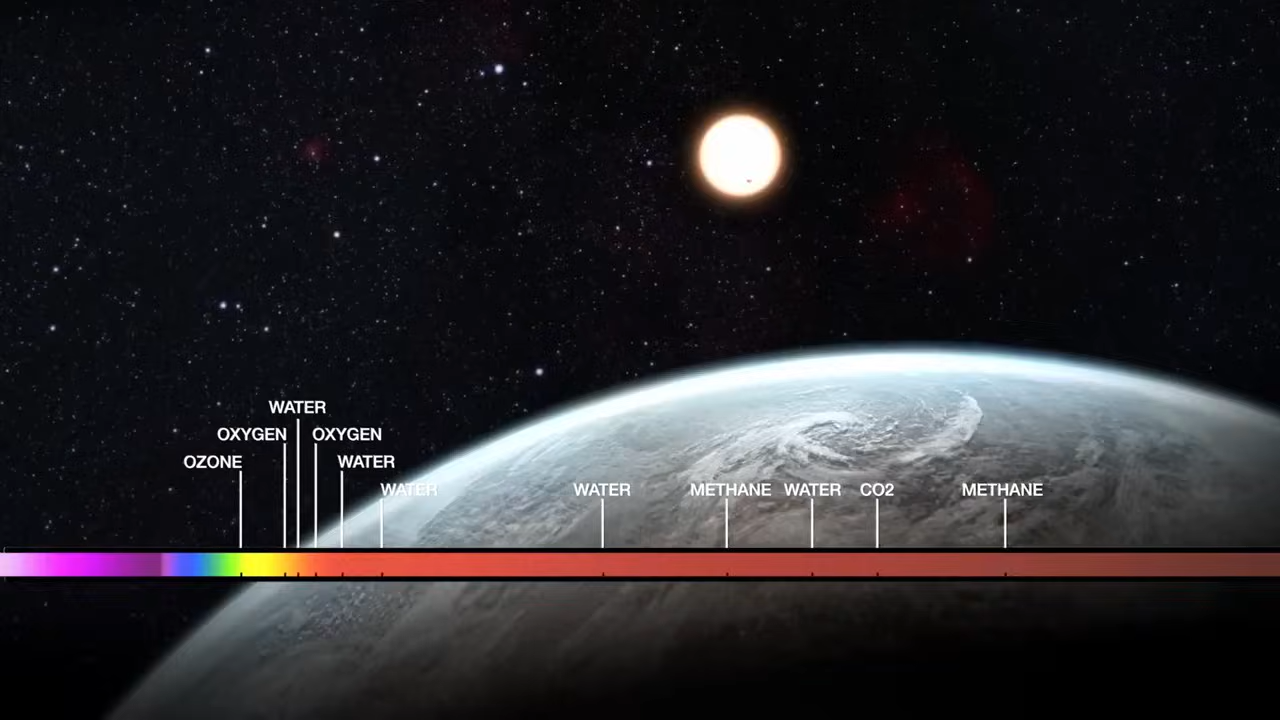 WATER
OXYGEN OXYGEN
OZONE WATER
WATER WATER METHANE WATER CO2 METHANE